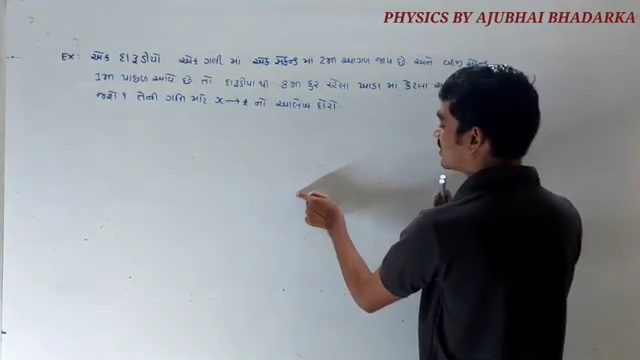 PHYSICS BY AJUBHAI BHADARKA
EX: એક દારૂડીયો એક ગલી માં એક સેકન્ડ માં 2m આગળ જાય છે અને બીજી
1m પાછળ આવે છે તો દારૂડીયા થી 8m દુર રહેલા ખાડા માં કેટલા
જશે ? તેની ગતિ માટે x → t નો આલેખ દોરો.